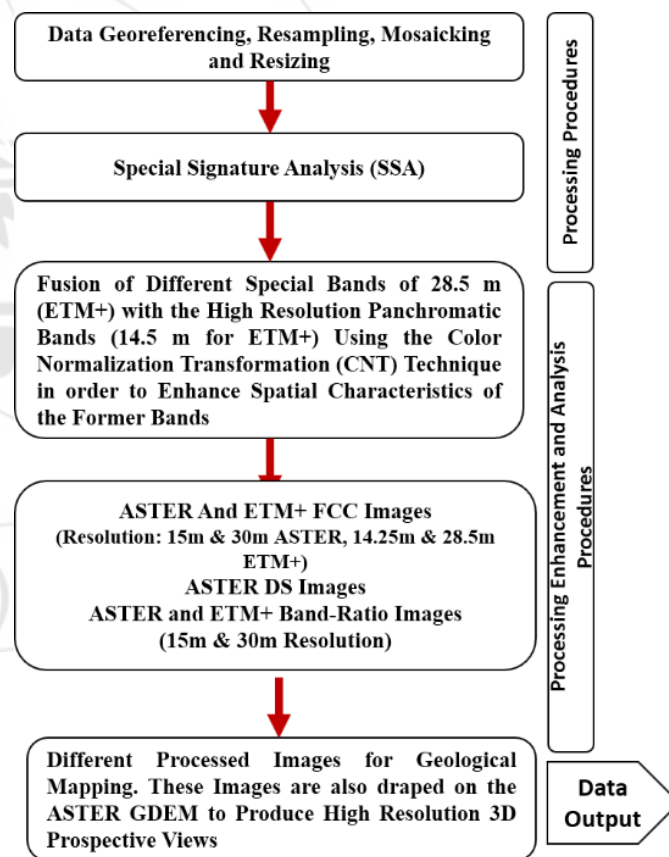 Data Georeferencing, Resampling, Mosaicking
and Resizing
Special Signature Analysis (SSA)
Processing Procedures
Fusion of Different Special Bands of 28.5 m
(ETM+) with the High Resolution Panchromatic
Bands (14.5 m for ETM+) Using the Color
Normalization Transformation (CNT) Technique
in order to Enhance Spatial Characteristics of
the Former Bands
ASTER And ETM+ FCC Images
(Resolution: 15m & 30m ASTER, 14.25m & 28.5m
ETM+)
ASTER DS Images
ASTER and ETM+ Band-Ratio Images
(15m & 30m Resolution)
Processing Enhancement and Analysis
Procedures
Different Processed Images for Geological
Mapping. These Images are also draped on the
ASTER GDEM to Produce High Resolution 3D
Prospective Views
Data
Output